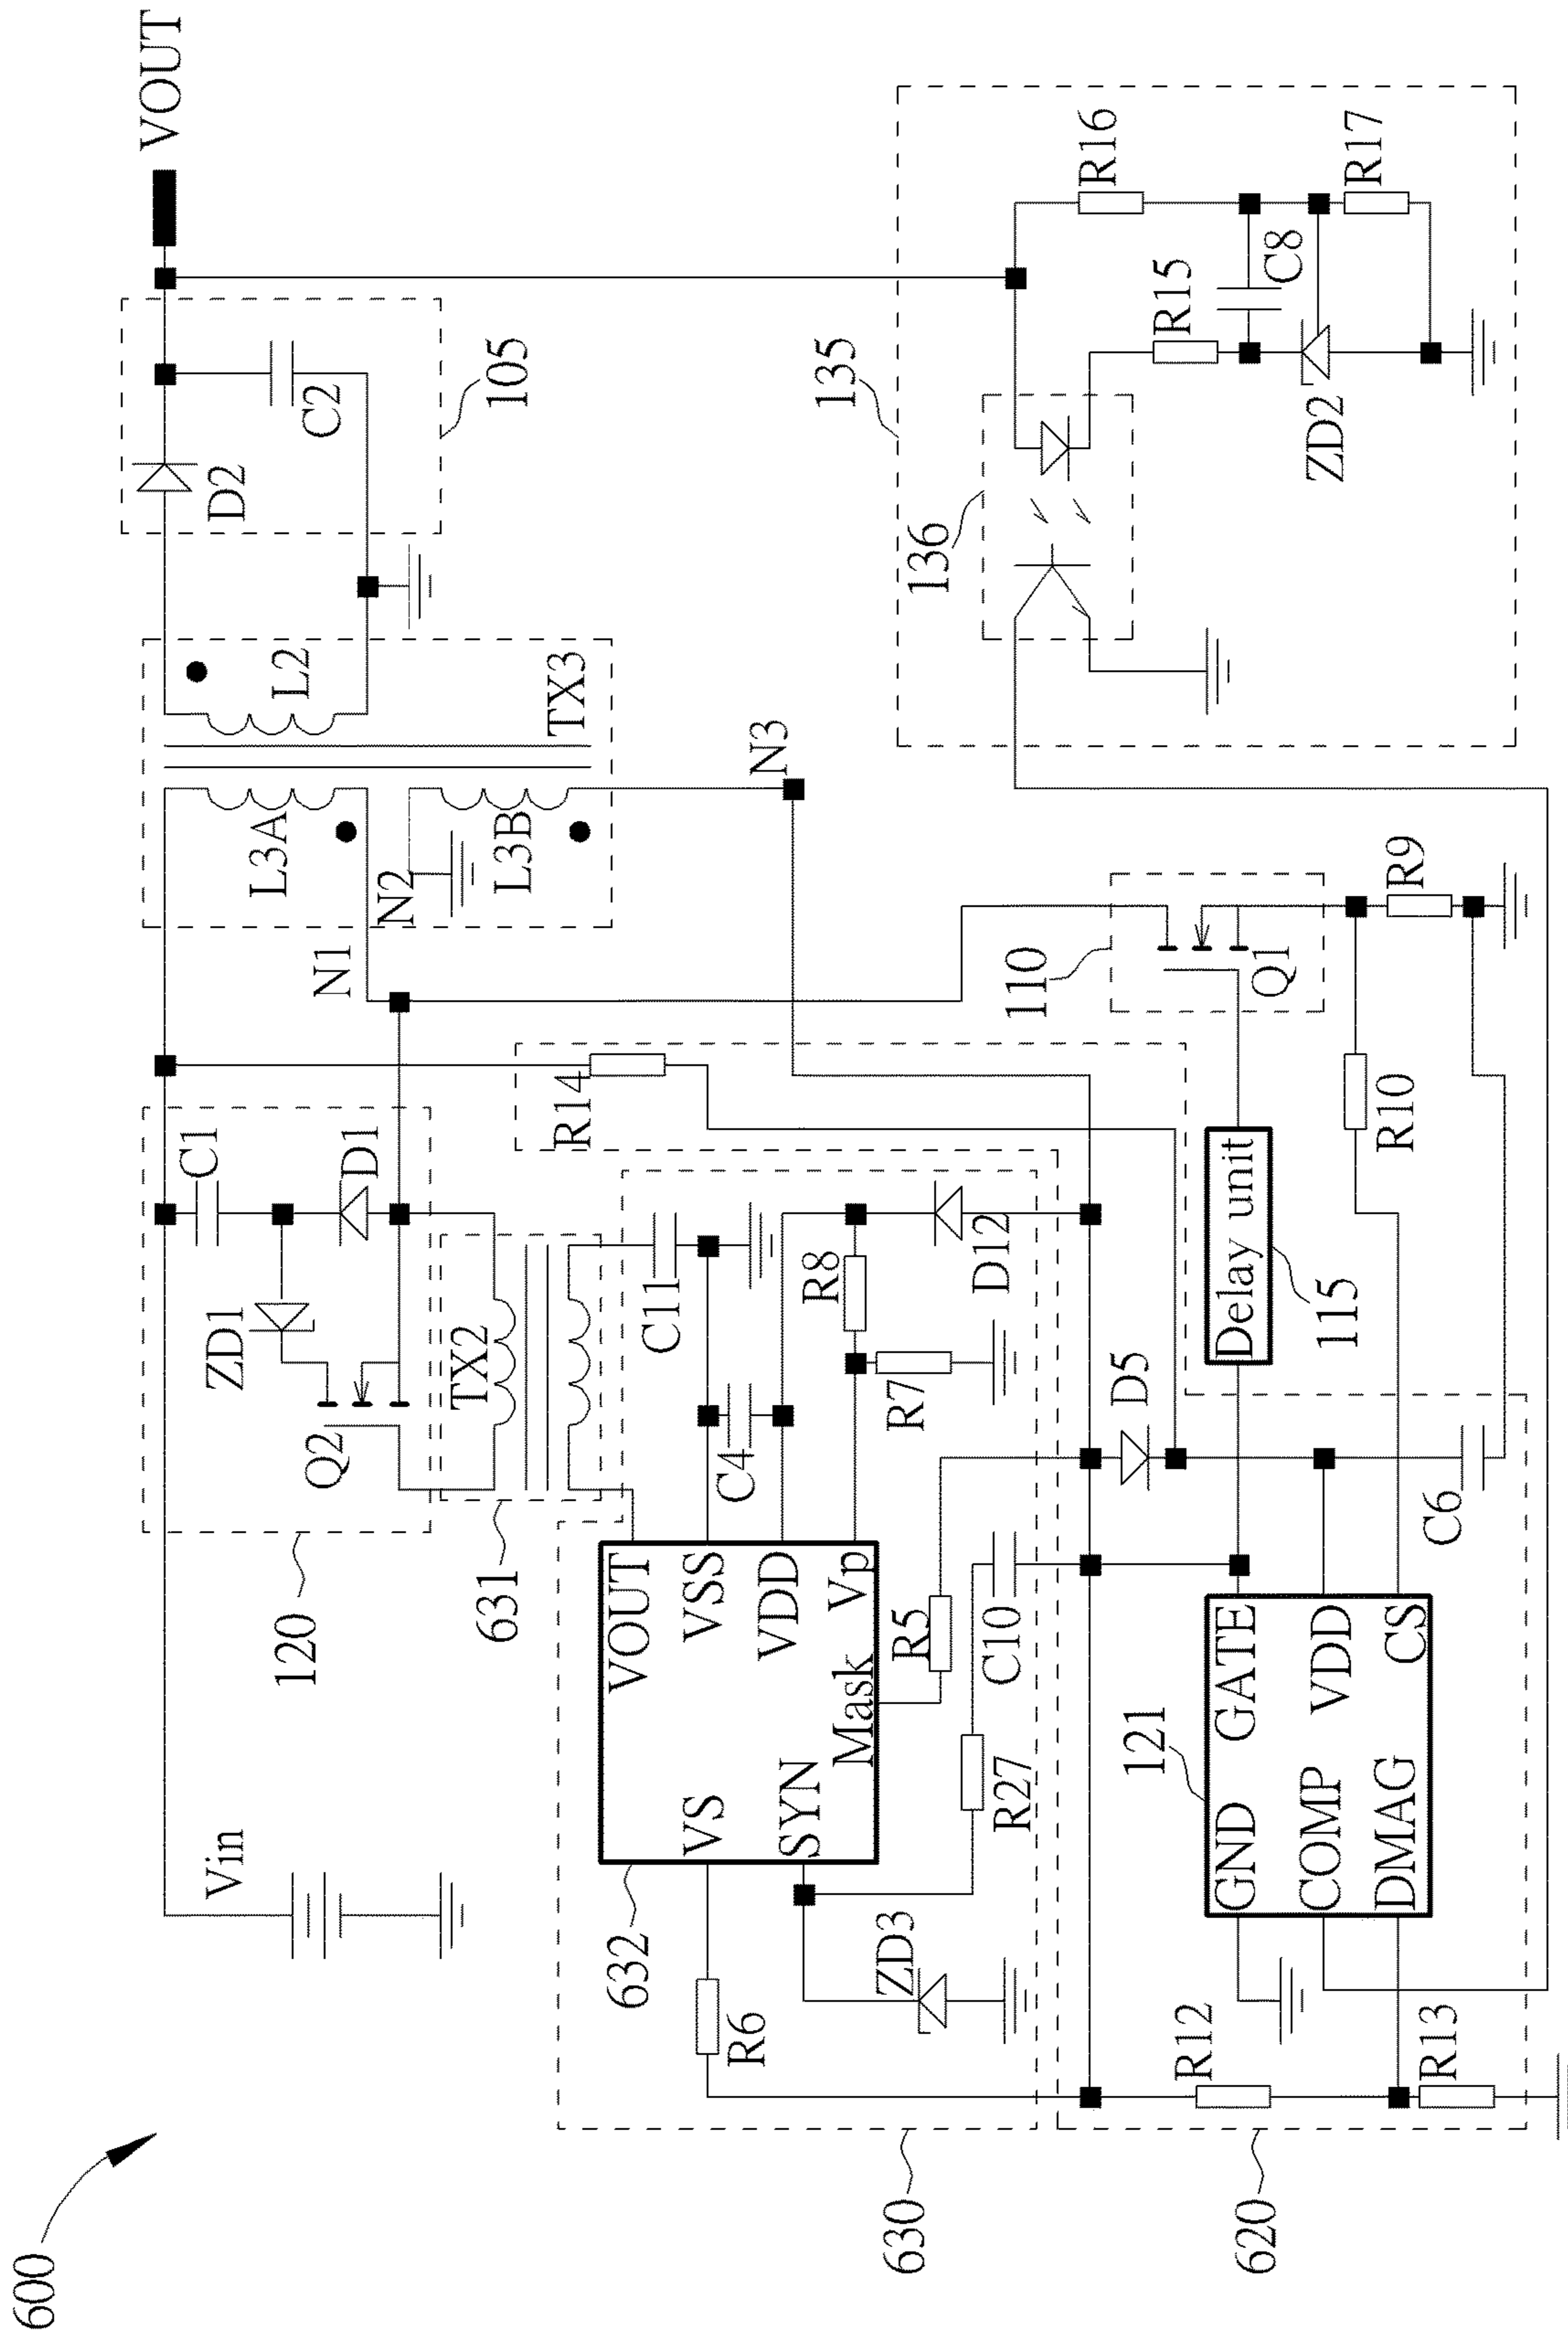 600
Vin
120
Q2
ZD1
C1
D1
N1
N2
L3A
L3B
L2
TX3
D2
C2
105
VOUT
TX2
631
C11
C4
R8
R7
D12
R14
N3
632
VOUT
VSS
VDD
Vp
Mask
VS
SYN
R6
ZD3
R27
C10
R5
D5
630
620
R12
R13
121
GND
GATE
COMP
VDD
DMAG
CS
C6
Delay unit
115
110
Q1
R10
R9
135
136
R15
R16
C8
ZD2
R17